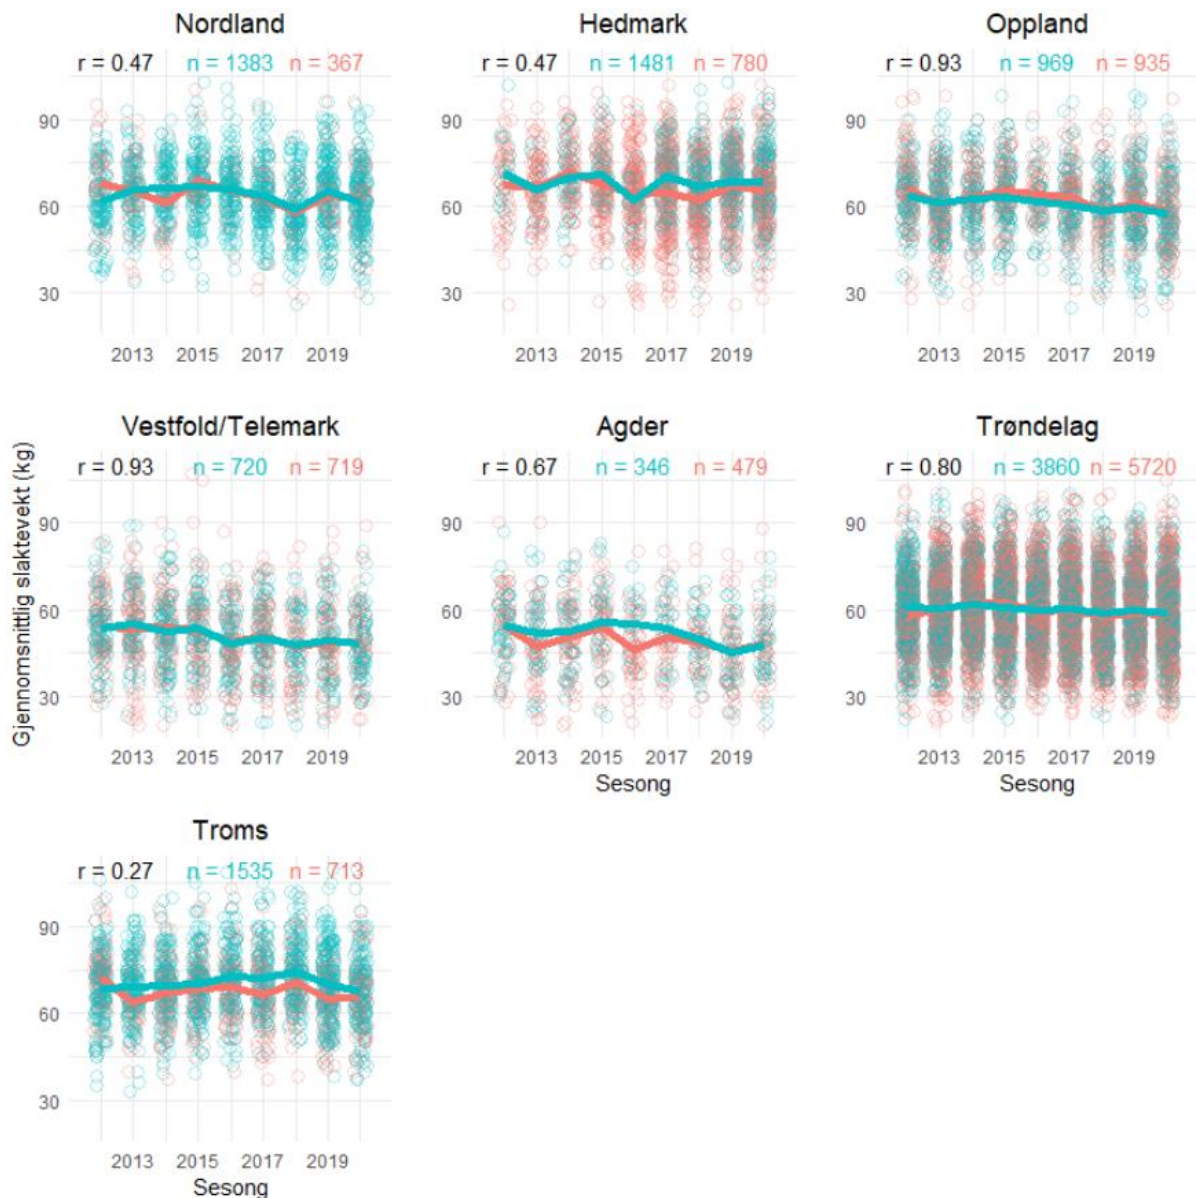 Nordland
r = 0.47 n = 1383 n = 367
90
60
30
2013 2015 2017 2019
Hedmark
r = 0.47 n = 1481 n = 780
90
60
30
2013 2015 2017 2019
Oppland
r = 0.93 n = 969 n = 935
90
60
30
2013 2015 2017 2019
Gjennomsnittlig slaktevekt (kg)
Vestfold/Telemark
r = 0.93 n = 720 n = 719
90
60
30
2013 2015 2017 2019
Agder
r = 0.67 n = 346 n = 479
90
60
30
2013 2015 2017 2019
Sesong
Trøndelag
r = 0.80 n = 3860 n = 5720
90
60
30
2013 2015 2017 2019
Sesong
Troms
r = 0.27 n = 1535 n = 713
90
60
30
2013 2015 2017 2019
Sesong